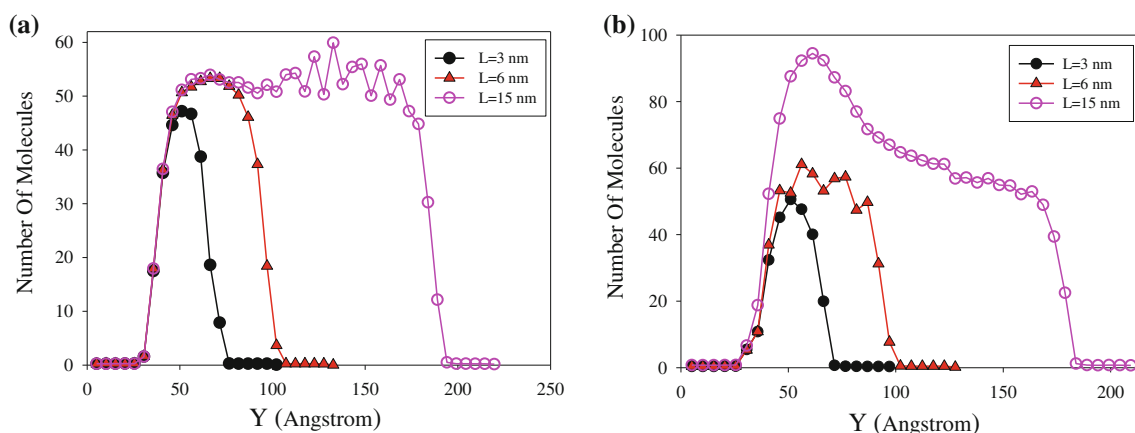 (a)
Number Of Molecules
60
50
40
30
20
10
0
0 50 100 150 200 250
Y (Angstrom)
L=3 nm
L=6 nm
L=15 nm
(b)
Number Of Molecules
100
80
60
40
20
0
0 50 100 150 200
Y (Angstrom)
L=3 nm
L=6 nm
L=15 nm